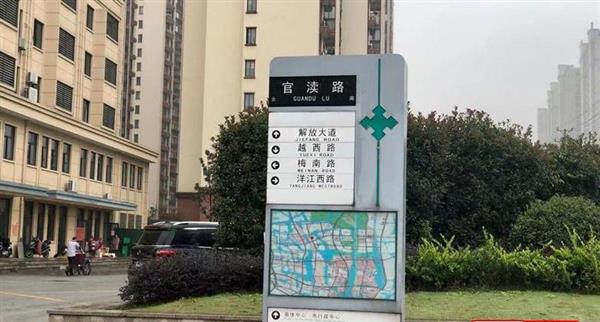 官渎路
GUANDU LU
解放大道
JIEFANG ROAD
越西路
YUEXI ROAD
梅南路
MEINAN ROAD
洋江西路
YANGJIANG WESTROAD